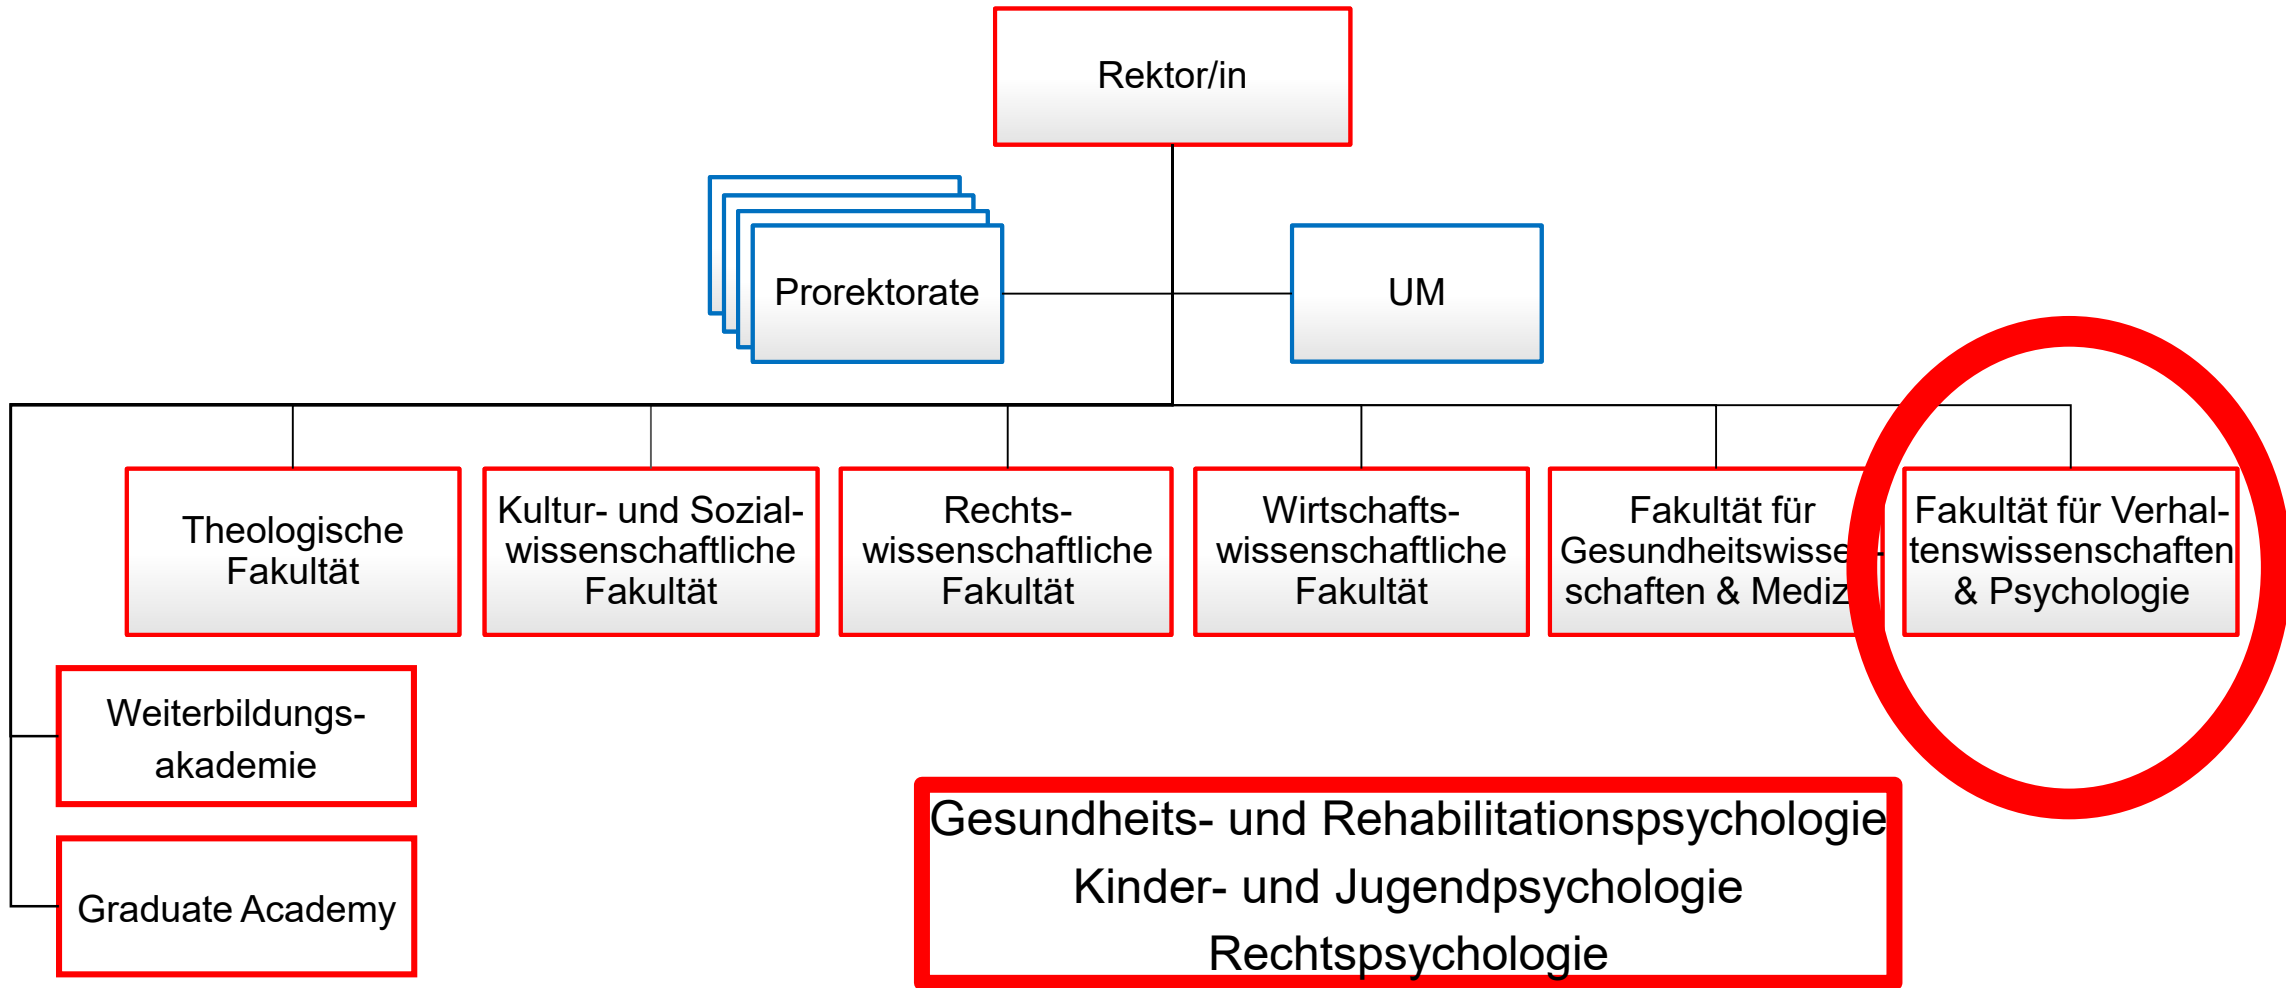 Rektor/in
Prorektorate
UM
Theologische
Fakultät
Kultur- und Sozial-
wissenschaftliche
Fakultät
Rechts-
wissenschaftliche
Fakultät
Wirtschafts-
wissenschaftliche
Fakultät
Fakultät für
Gesundheitswissen-
schaften & Mediz
Fakultät für Verhal-
tenswissenschaften
& Psychologie
Weiterbildungs-
akademie
Graduate Academy
Gesundheits- und Rehabilitationspsychologie
Kinder- und Jugendpsychologie
Rechtspsychologie